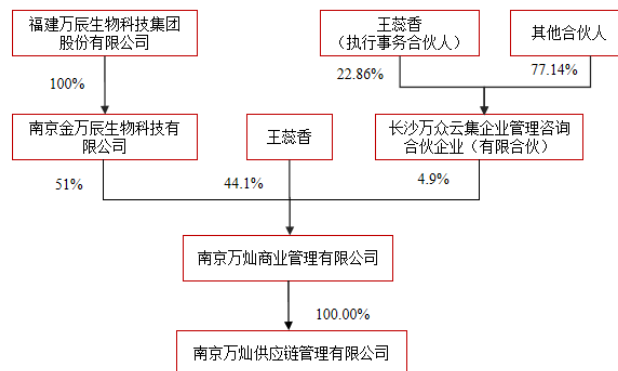 福建万辰生物科技集团
股份有限公司
王蕊香
（执行事务合伙人）
其他合伙人
100%
22.86%
77.14%
南京金万辰生物科技有
限公司
王蕊香
长沙万众云集企业管理咨询
合伙企业（有限合伙）
51%
44.1%
4.9%
南京万灿商业管理有限公司
100.00%
南京万灿供应链管理有限公司